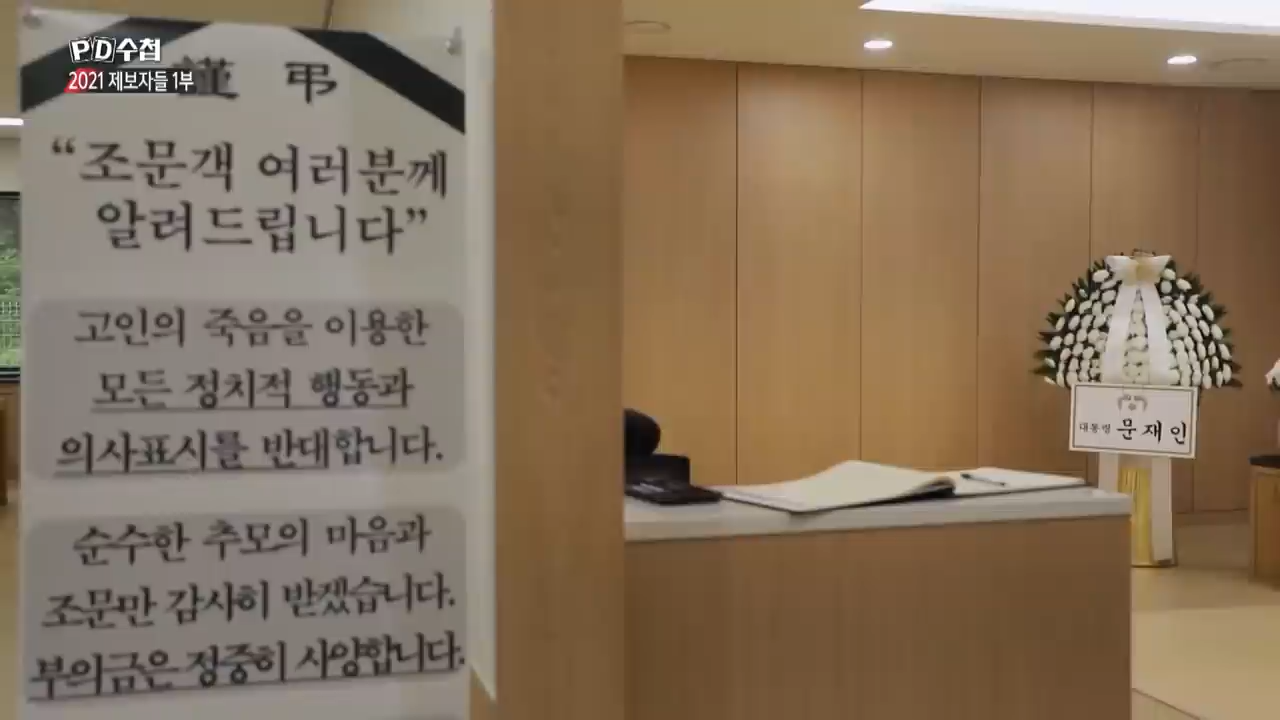 PD수첩
2021 제보자들 1부
謹 弔
“조문객 여러분께
알려드립니다”
고인의 죽음을 이용한
모든 정치적 행동과
의사표시를 반대합니다.
순수한 추모의 마음과
조문만 감사히 받겠습니다.
부의금은 정중히 사양합니다.
대통령 문재인